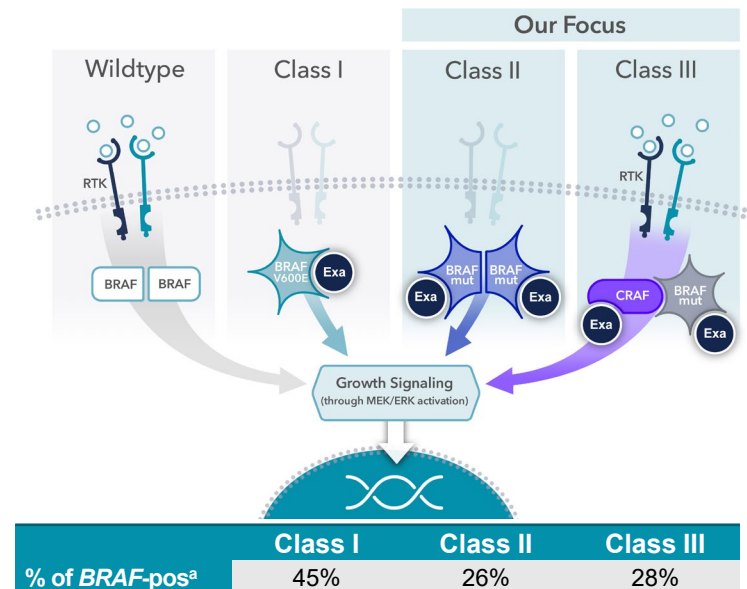 Our Focus
Wildtype
Class I
Class II
Class III
RTK
RTK
BRAF
BRAF
BRAF
V600E
Exa
BRAF
mut
BRAF
mut
Exa
Exa
CRAF
BRAF
mut
Exa
Exa
Growth Signaling
(through MEK/ERK activation)
Class I Class II Class III
% of BRAF-posᵃ 45% 26% 28%